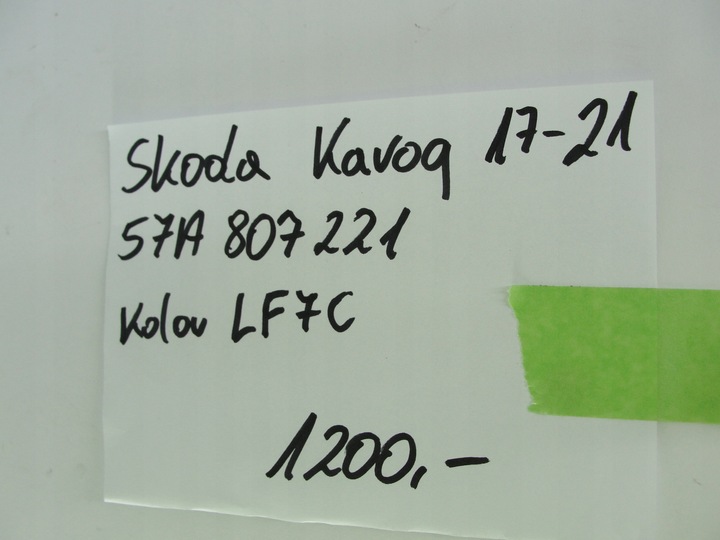 Skoda Karoq 17-21
57A 807 221
Kolor LF7C
1200,-